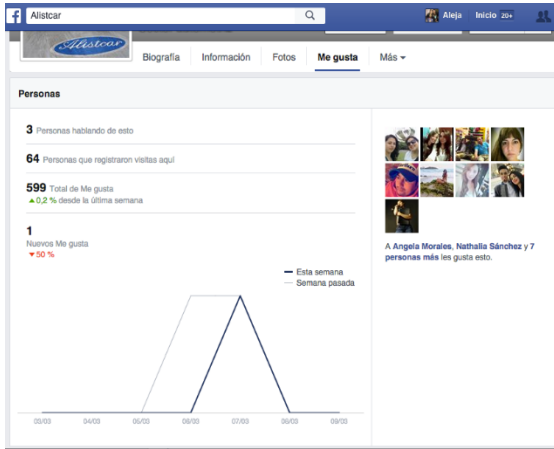 Alistcar
Aleja Inicio 20+
Alistcar
Biografía Información Fotos Me gusta Más
Personas
3 Personas hablando de esto
64 Personas que registraron visitas aquí
599 Total de Me gusta
▲0,2 % desde la última semana
1
Nuevos Me gusta
▼50 %
Esta semana
Semana pasada
A Angela Morales, Nathalia Sánchez y 7
personas más les gusta esto.
03/03 04/03 05/03 06/03 07/03 08/03 09/03